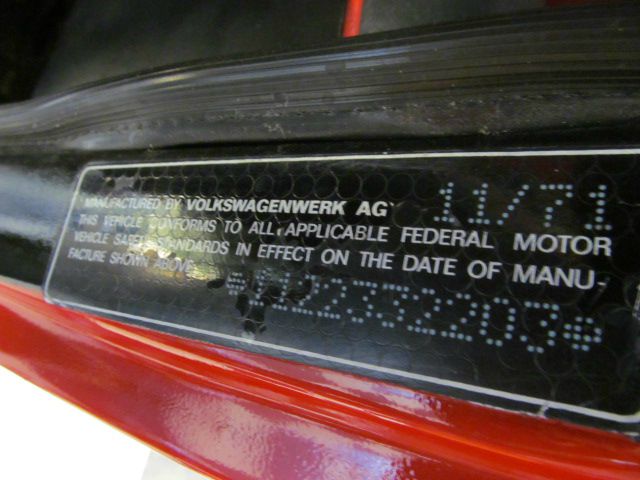 11/71
MANUFACTURED BY VOLKSWAGENWERK AG
THIS VEHICLE CONFORMS TO ALL APPLICABLE FEDERAL MOTOR
VEHICLE SAFETY STANDARDS IN EFFECT ON THE DATE OF MANU-
FACTURE SHOWN ABOVE